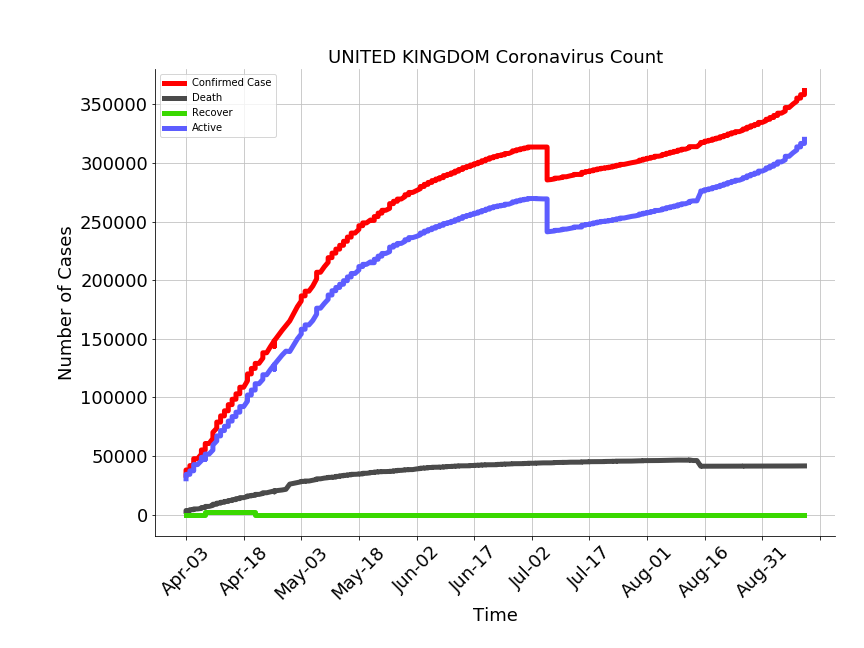 UNITED KINGDOM Coronavirus Count
Confirmed Case
Death
Recover
Active
Number of Cases
350000
300000
250000
200000
150000
100000
50000
0
Apr-03
Apr-18
May-03
May-18
Jun-02
Jun-17
Jul-02
Jul-17
Aug-01
Aug-16
Aug-31
Time